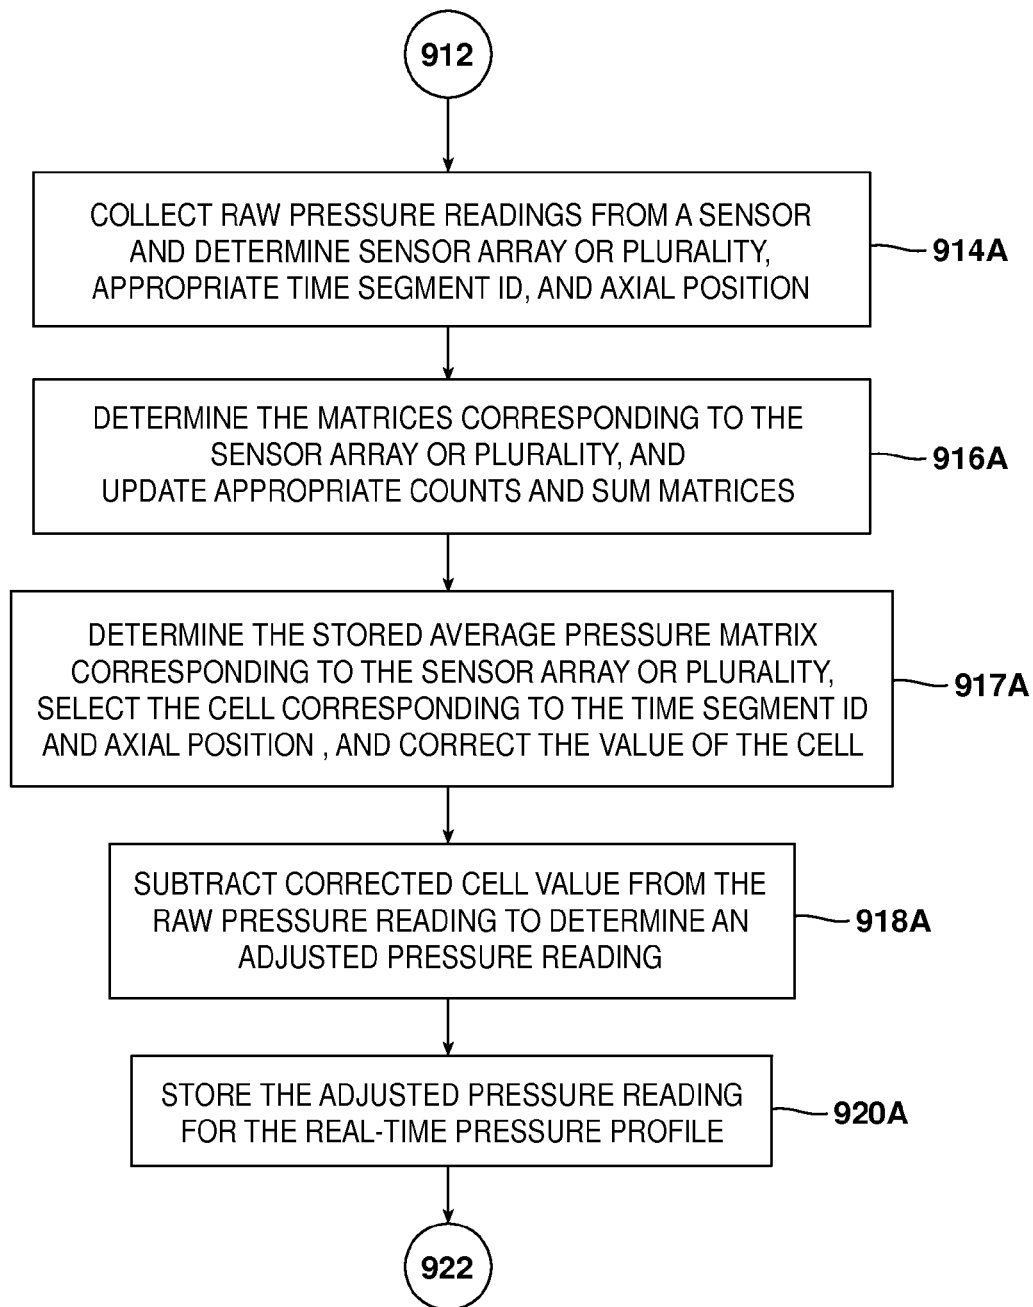 912
COLLECT RAW PRESSURE READINGS FROM A SENSOR
AND DETERMINE SENSOR ARRAY OR PLURALITY,
APPROPRIATE TIME SEGMENT ID, AND AXIAL POSITION
914A
DETERMINE THE MATRICES CORRESPONDING TO THE
SENSOR ARRAY OR PLURALITY, AND
UPDATE APPROPRIATE COUNTS AND SUM MATRICES
916A
DETERMINE THE STORED AVERAGE PRESSURE MATRIX
CORRESPONDING TO THE SENSOR ARRAY OR PLURALITY,
SELECT THE CELL CORRESPONDING TO THE TIME SEGMENT ID
AND AXIAL POSITION , AND CORRECT THE VALUE OF THE CELL
917A
SUBTRACT CORRECTED CELL VALUE FROM THE
RAW PRESSURE READING TO DETERMINE AN
ADJUSTED PRESSURE READING
918A
STORE THE ADJUSTED PRESSURE READING
FOR THE REAL-TIME PRESSURE PROFILE
920A
922